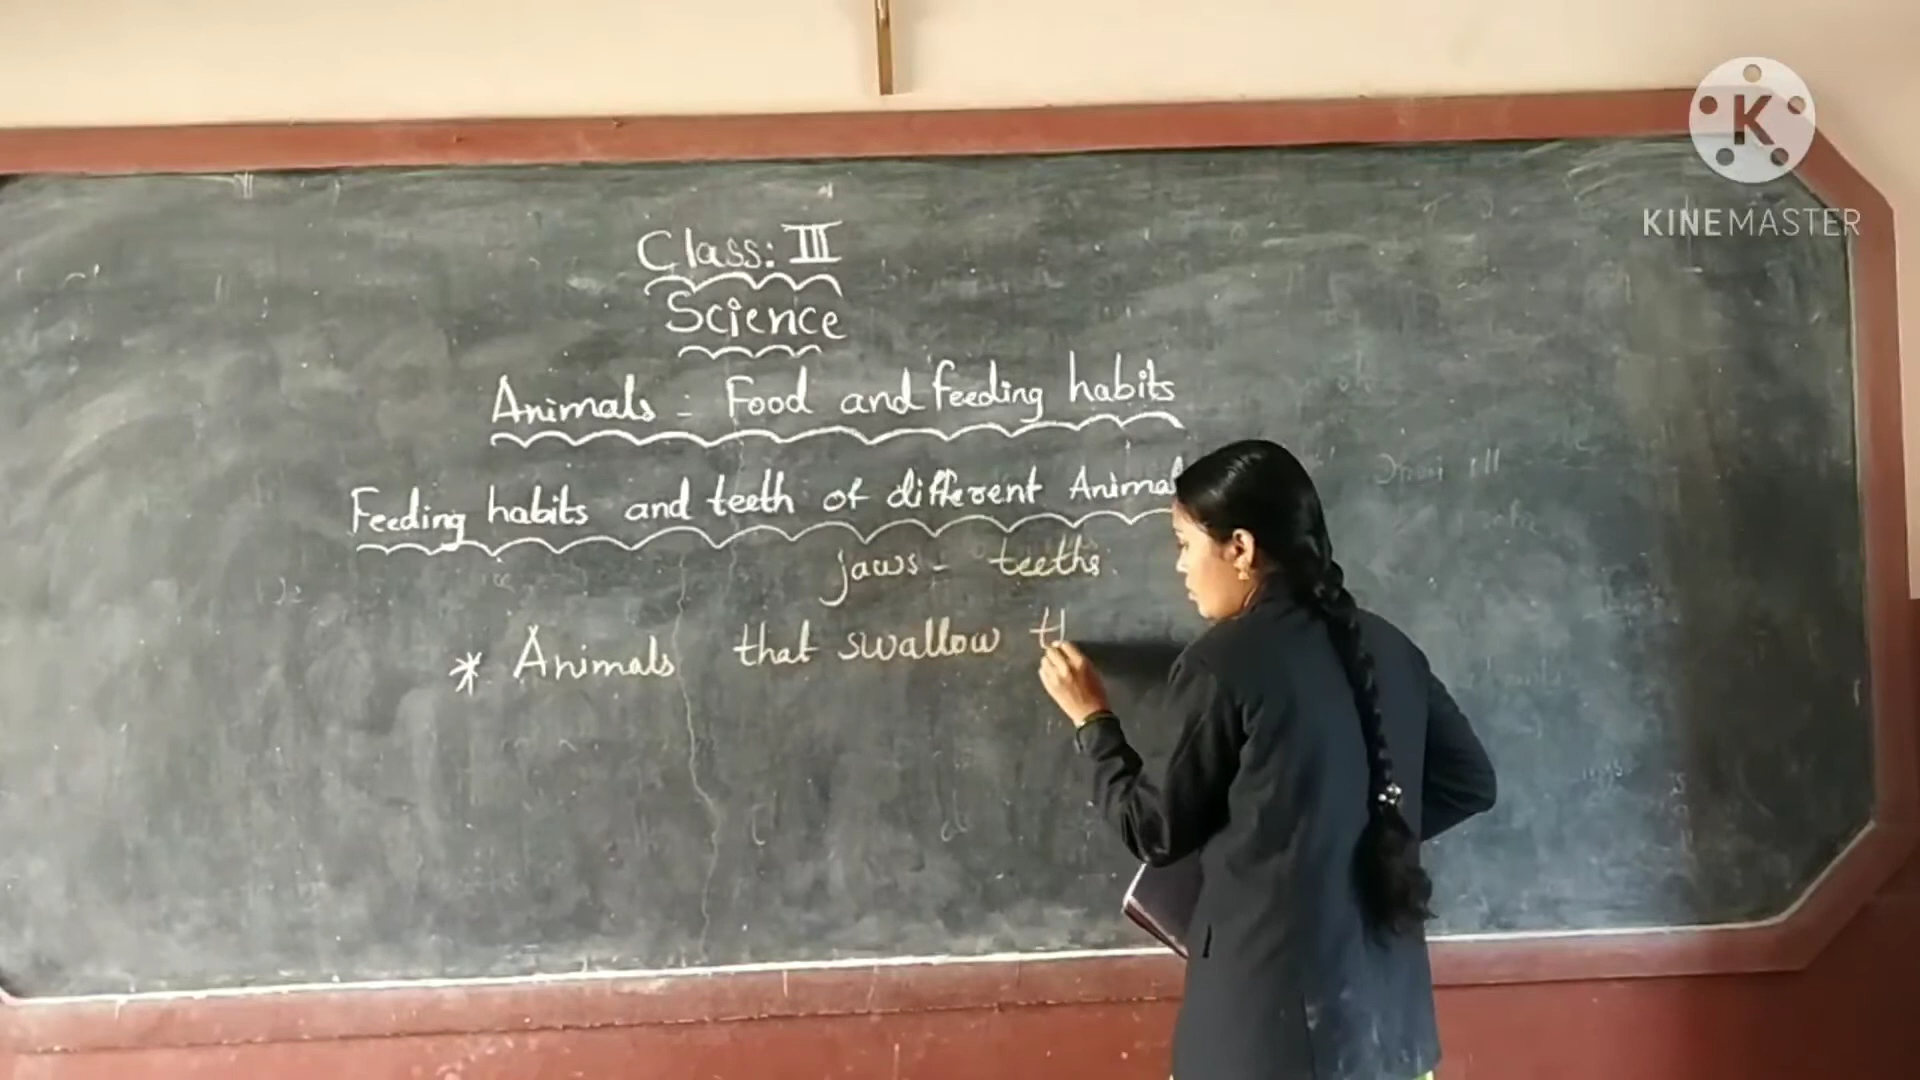 K
KINEMASTER
Class: III
Science
Animals - Food and feeding habits
Feeding habits and teeth of different Animal
jaws - teeths.
* Animals that swallow th